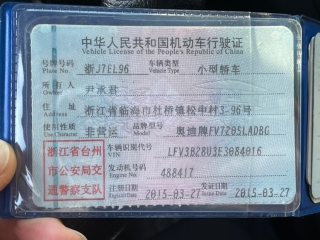 中华人民共和国机动车行驶证
Vehicle License of the People's Republic of China
号牌号码 浙J7EL96 车辆类型 小型轿车
Plate No. Vehicle Type
所有人 尹承君
Owner
住址 浙江省临海市杜桥镇松中村3-96号
Address
使用性质 非营运 品牌型号 奥迪牌FV7205LADBG
Use Character Model
浙江省台州 车辆识别代号 LFV3B28U3E3084016
VIN
市公安局交 发动机号码 488417
Engine No.
通警察支队 注册日期 2015-03-27 发证日期 2015-03-27
Register Date Issue Date